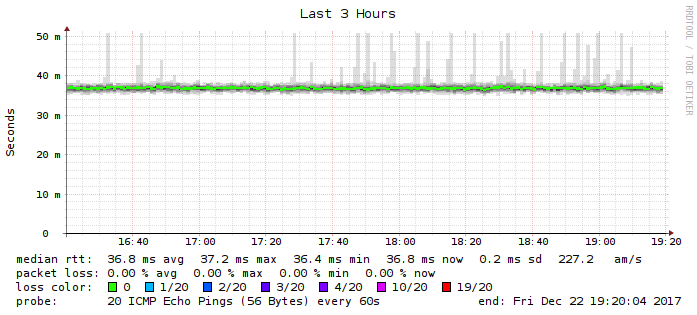 Last 3 Hours
RRDTOOL / TOBI OETIKER
Seconds
50 m
40 m
30 m
20 m
10 m
0
16:40 17:00 17:20 17:40 18:00 18:20 18:40 19:00 19:20
median rtt: 36.8 ms avg 37.2 ms max 36.4 ms min 36.8 ms now 0.2 ms sd 227.2 am/s
packet loss: 0.00 % avg 0.00 % max 0.00 % min 0.00 % now
loss color: 0 1/20 2/20 3/20 4/20 10/20 19/20
probe: 20 ICMP Echo Pings (56 Bytes) every 60s end: Fri Dec 22 19:20:04 2017